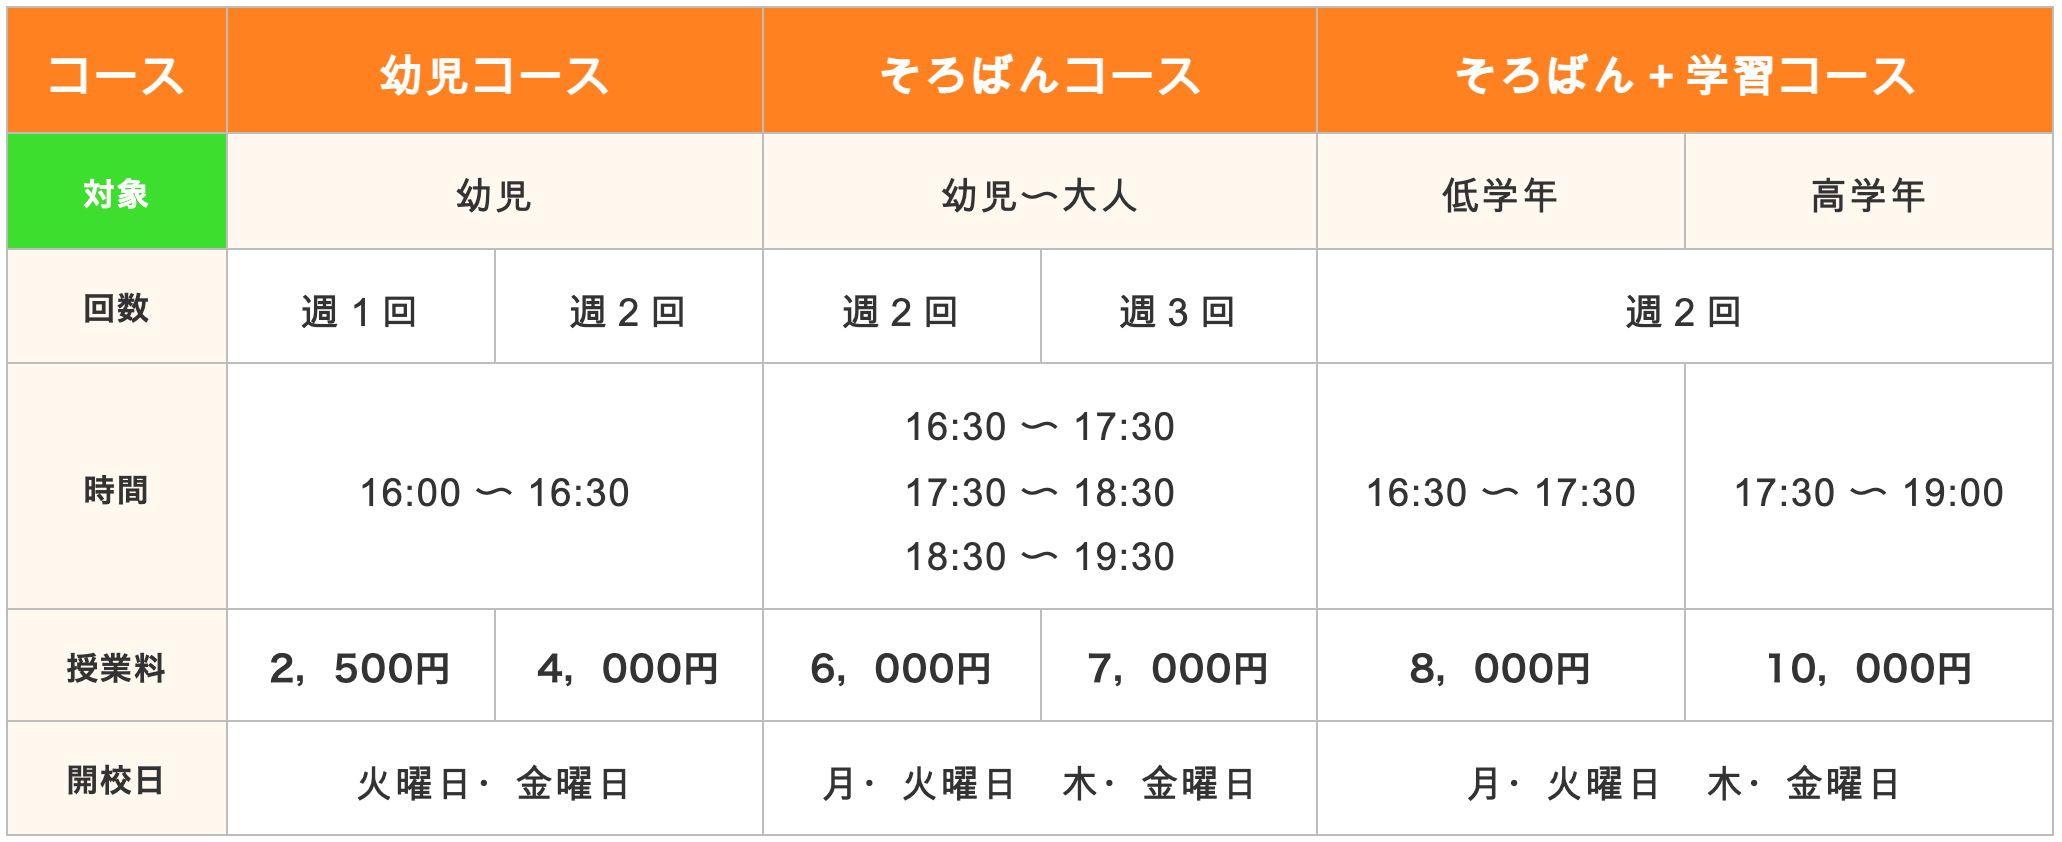 コース 幼児コース そろばんコース そろばん+学習コース
対象 幼児 幼児〜大人 低学年 高学年
回数 週1回 週2回 週2回 週3回 週2回
時間 16:00 〜 16:30
16:30 〜 17:30
17:30 〜 18:30
18:30 〜 19:30
16:30 〜 17:30
17:30 〜 19:00
授業料 2,500円 4,000円 6,000円 7,000円 8,000円 10,000円
開校日 火曜日・金曜日 月・火曜日 木・金曜日 月・火曜日 木・金曜日